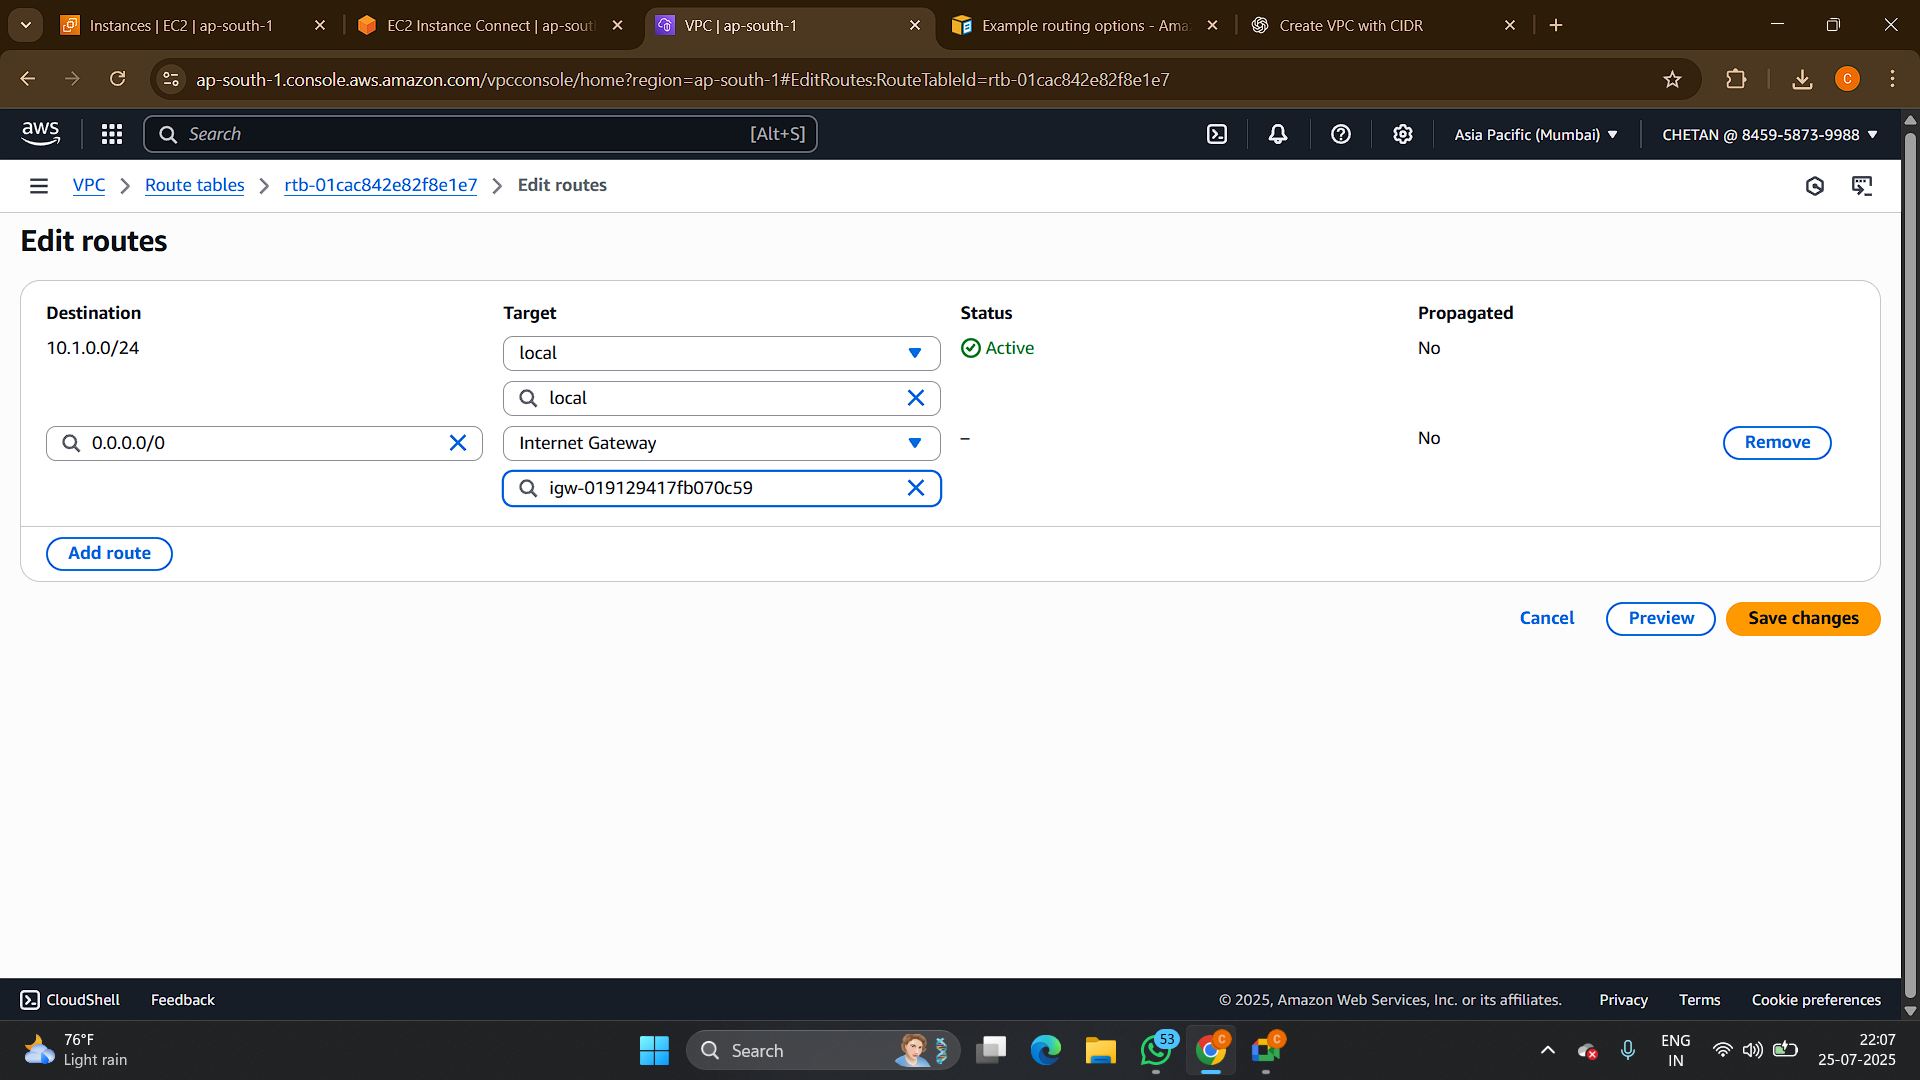 Instances | EC2 | ap-south-1
EC2 Instance Connect | ap-sout
VPC | ap-south-1
Example routing options - Ama
Create VPC with CIDR
ap-south-1.console.aws.amazon.com/vpcconsole/home?region=ap-south-1#EditRoutes:RouteTableId=rtb-01cac842e82f8e1e7
C
aws
Search
[Alt+S]
Asia Pacific (Mumbai)
CHETAN @ 8459-5873-9988
VPC
Route tables
rtb-01cac842e82f8e1e7
Edit routes
Edit routes
Destination
Target
Status
Propagated
10.1.0.0/24
local
Active
No
local
0.0.0.0/0
Internet Gateway
–
No
Remove
igw-019129417fb070c59
Add route
Cancel
Preview
Save changes
CloudShell
Feedback
© 2025, Amazon Web Services, Inc. or its affiliates.
Privacy
Terms
Cookie preferences
76°F
Light rain
Search
53
C
C
ENG
IN
22:07
25-07-2025